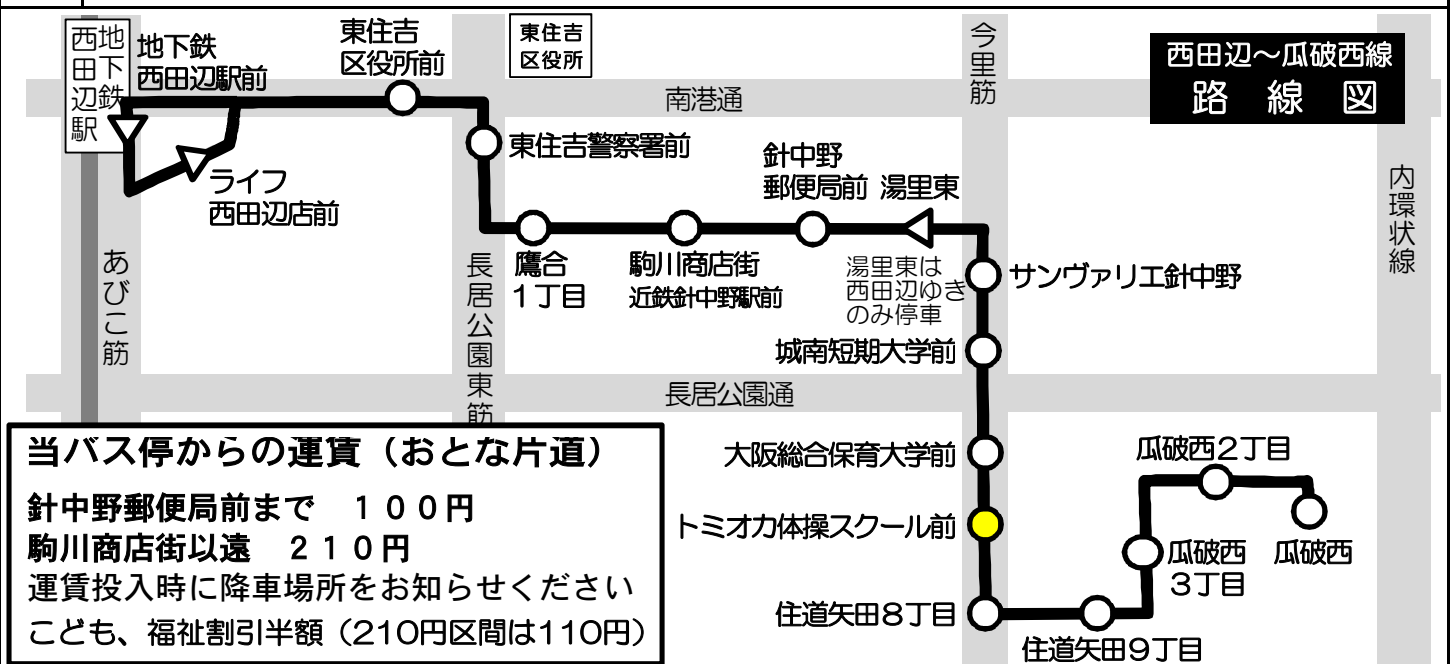 地下鉄
西田辺駅
地下鉄
西田辺駅前
東住吉
区役所前
東住吉
区役所
今里筋
西田辺～瓜破西線
路線図
南港通
東住吉警察署前
針中野
郵便局前
湯里東
ライフ
西田辺店前
内環状線
あびこ筋
長居公園東筋
鷹合
1丁目
駒川商店街
近鉄針中野駅前
湯里東は
西田辺ゆき
のみ停車
サンヴァリエ針中野
城南短期大学前
長居公園通
大阪総合保育大学前
瓜破西2丁目
トミオカ体操スクール前
瓜破西
3丁目
瓜破西
住道矢田8丁目
住道矢田9丁目
当バス停からの運賃（おとな片道）
針中野郵便局前まで　１００円
駒川商店街以遠　２１０円
運賃投入時に降車場所をお知らせください
こども、福祉割引半額（210円区間は110円）